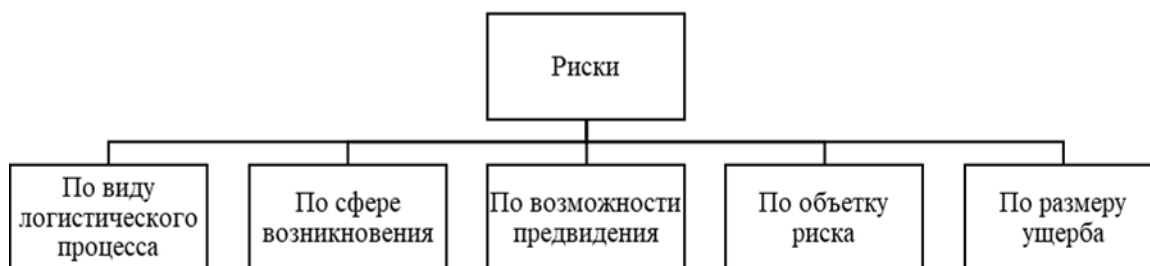 Риски
По виду
логистического
процесса
По сфере
возникновения
По возможности
предвидения
По объетку
риска
По размеру
ущерба